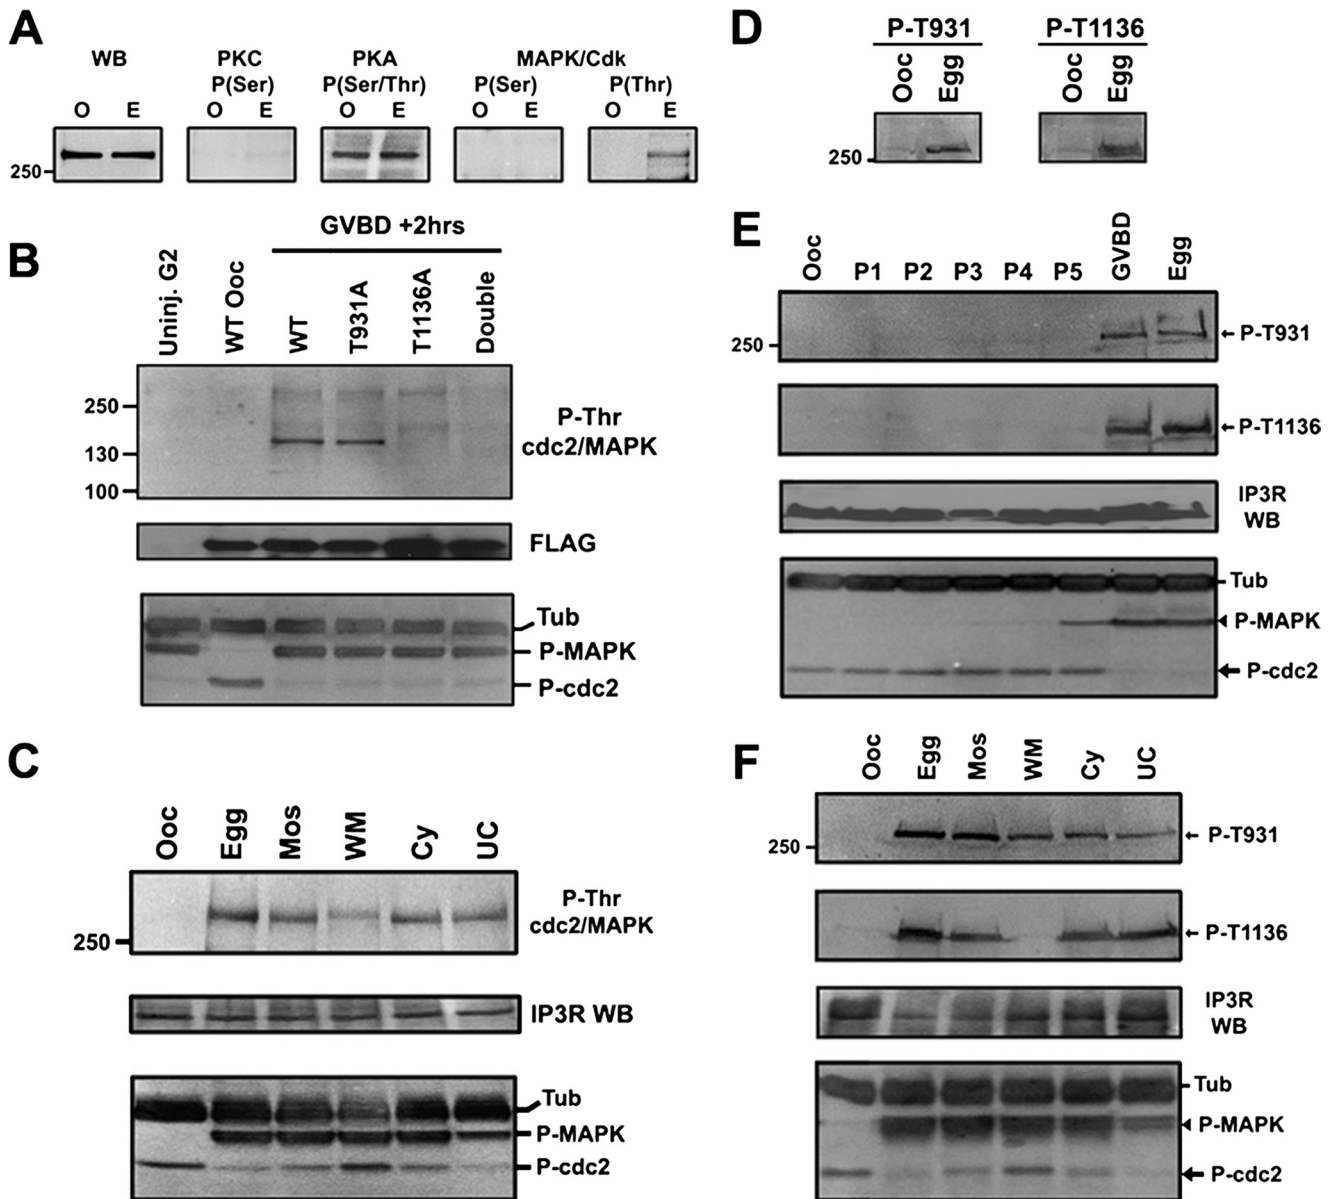 A
WB
PKC
P(Ser)
PKA
P(Ser/Thr)
MAPK/Cdk
P(Ser)
P(Thr)
O E O E O E O E O E
250
B
GVBD +2hrs
Uninj. G2
WT Ooc
WT
T931A
T1136A
Double
250
130
100
P-Thr
cdc2/MAPK
FLAG
Tub
P-MAPK
P-cdc2
C
Ooc
Egg
Mos
WM
Cy
UC
250
P-Thr
cdc2/MAPK
IP3R WB
Tub
P-MAPK
P-cdc2
D
P-T931
P-T1136
Ooc
Egg
Ooc
Egg
250
E
Ooc
P1
P2
P3
P4
P5
GVBD
Egg
250
P-T931
P-T1136
IP3R
WB
Tub
P-MAPK
P-cdc2
F
Ooc
Egg
Mos
WM
Cy
UC
250
P-T931
P-T1136
IP3R
WB
Tub
P-MAPK
P-cdc2